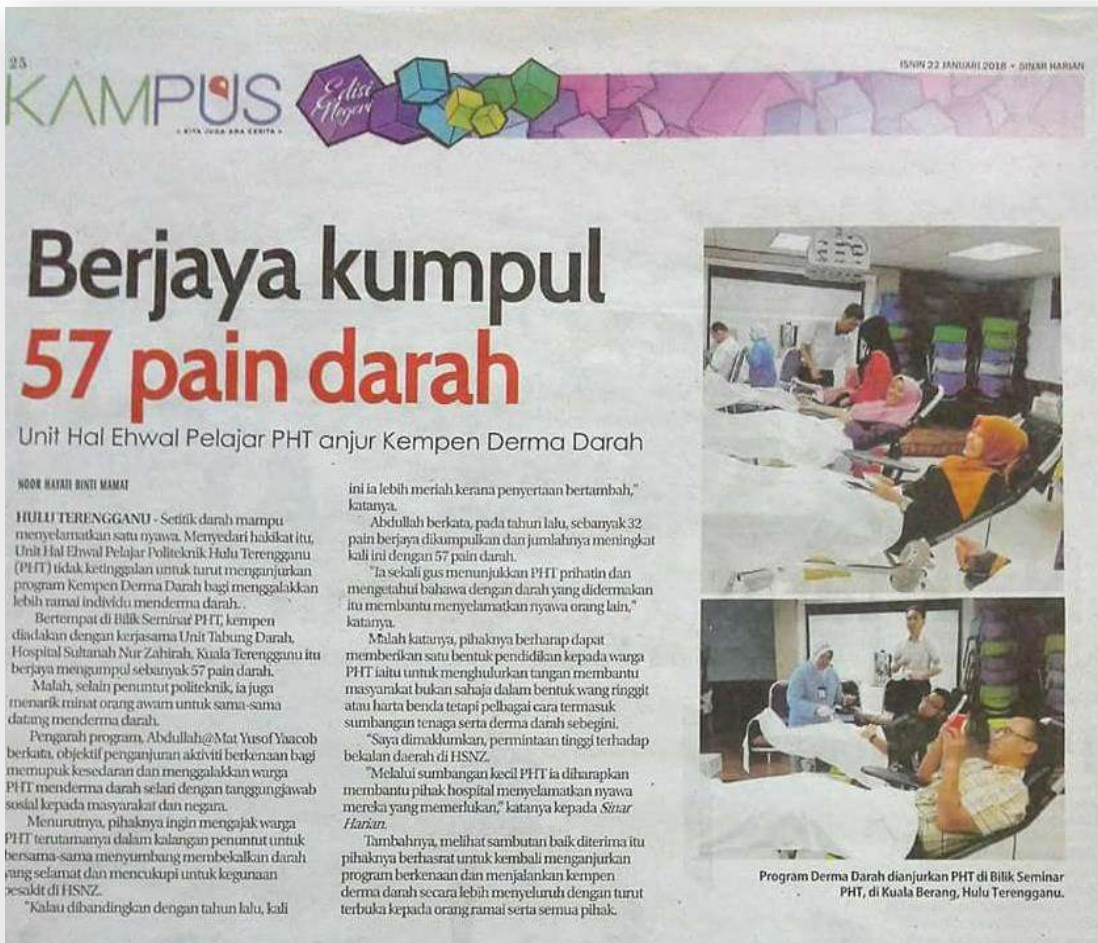 25
KAMPUS
• KITA JUGA ADA CERITA •
Edisi
Negeri
ISNIN 22 JANUARI 2018 • SINAR HARIAN
Berjaya kumpul
57 pain darah
Unit Hal Ehwal Pelajar PHT anjur Kempen Derma Darah
NOOR HAYATI BINTI MAMAT
HULU TERENGGANU - Setitik darah mampu
menyelamatkan satu nyawa. Menyedari hakikat itu,
Unit Hal Ehwal Pelajar Politeknik Hulu Terengganu
(PHT) tidak ketinggalan untuk turut menganjurkan
program Kempen Derma Darah bagi menggalakkan
lebih ramai individu menderma darah.
Bertempat di Bilik Seminar PHT, kempen
diadakan dengan kerjasama Unit Tabung Darah,
Hospital Sultanah Nur Zahirah, Kuala Terengganu itu
berjaya mengumpul sebanyak 57 pain darah.
Malah, selain penuntut politeknik, ia juga
menarik minat orang awam untuk sama-sama
datang menderma darah.
Pengarah program, Abdullah@Mat Yusof Yaacob
berkata, objektif penganjuran aktiviti berkenaan bagi
memupuk kesedaran dan menggalakkan warga
PHT menderma darah selari dengan tanggungjawab
sosial kepada masyarakat dan negara.
Menurutnya, pihaknya ingin mengajak warga
PHT terutamanya dalam kalangan penuntut untuk
bersama-sama menyumbang membekalkan darah
yang selamat dan mencukupi untuk kegunaan
pesakit di HSNZ.
"Kalau dibandingkan dengan tahun lalu, kali
ini ia lebih meriah kerana penyertaan bertambah,"
katanya.
Abdullah berkata, pada tahun lalu, sebanyak 32
pain berjaya dikumpulkan dan jumlahnya meningkat
kali ini dengan 57 pain darah.
"Ia sekali gus menunjukkan PHT prihatin dan
mengetahui bahawa dengan darah yang didermakan
itu membantu menyelamatkan nyawa orang lain,"
katanya.
Malah katanya, pihaknya berharap dapat
memberikan satu bentuk pendidikan kepada warga
PHT iaitu untuk menghulurkan tangan membantu
masyarakat bukan sahaja dalam bentuk wang ringgit
atau harta benda tetapi pelbagai cara termasuk
sumbangan tenaga serta derma darah sebegini.
"Saya dimaklumkan, permintaan tinggi terhadap
bekalan daerah di HSNZ.
"Melalui sumbangan kecil PHT ia diharapkan
membantu pihak hospital menyelamatkan nyawa
mereka yang memerlukan," katanya kepada Sinar
Harian.
Tambahnya, melihat sambutan baik diterima itu
pihaknya berhasrat untuk kembali menganjurkan
program berkenaan dan menjalankan kempen
derma darah secara lebih menyeluruh dengan turut
terbuka kepada orang ramai serta semua pihak.
Program Derma Darah dianjurkan PHT di Bilik Seminar
PHT, di Kuala Berang, Hulu Terengganu.